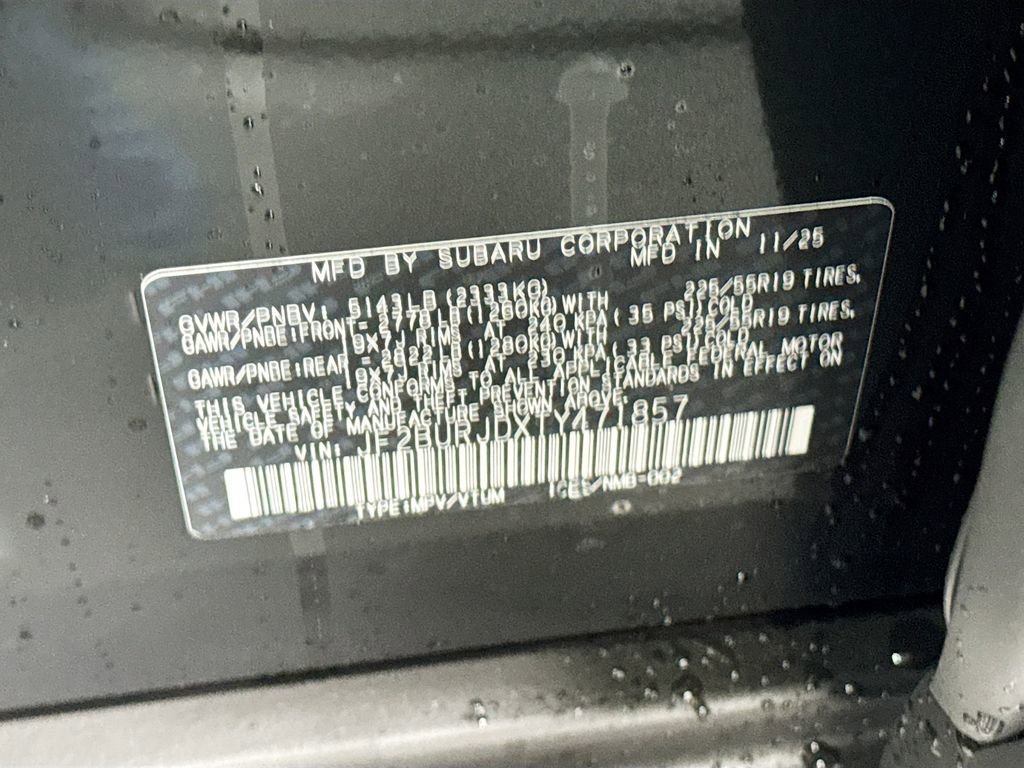 MFD BY SUBARU CORPORATION
MFD IN 11/25
GVWR/PNBV: 5143LB(2333KG)
GAWR/PNBE:FRONT= 2778LB(1260KG)WITH 225/55R19 TIRES,
19X7J RIMS AT 240 KPA(35 PSI)COLD
GAWR/PNBE:REAR = 2822LB(1280KG)WITH 225/55R19 TIRES,
19X7J RIMS AT 230 KPA(33 PSI)COLD
THIS VEHICLE CONFORMS TO ALL APPLICABLE FEDERAL MOTOR
VEHICLE SAFETY AND THEFT PREVENTION STANDARDS IN EFFECT ON
THE DATE OF MANUFACTURE SHOWN ABOVE.
VIN: JF2BURJDXTY471857
TYPE:MPV/VTUM ICES/NMB-002